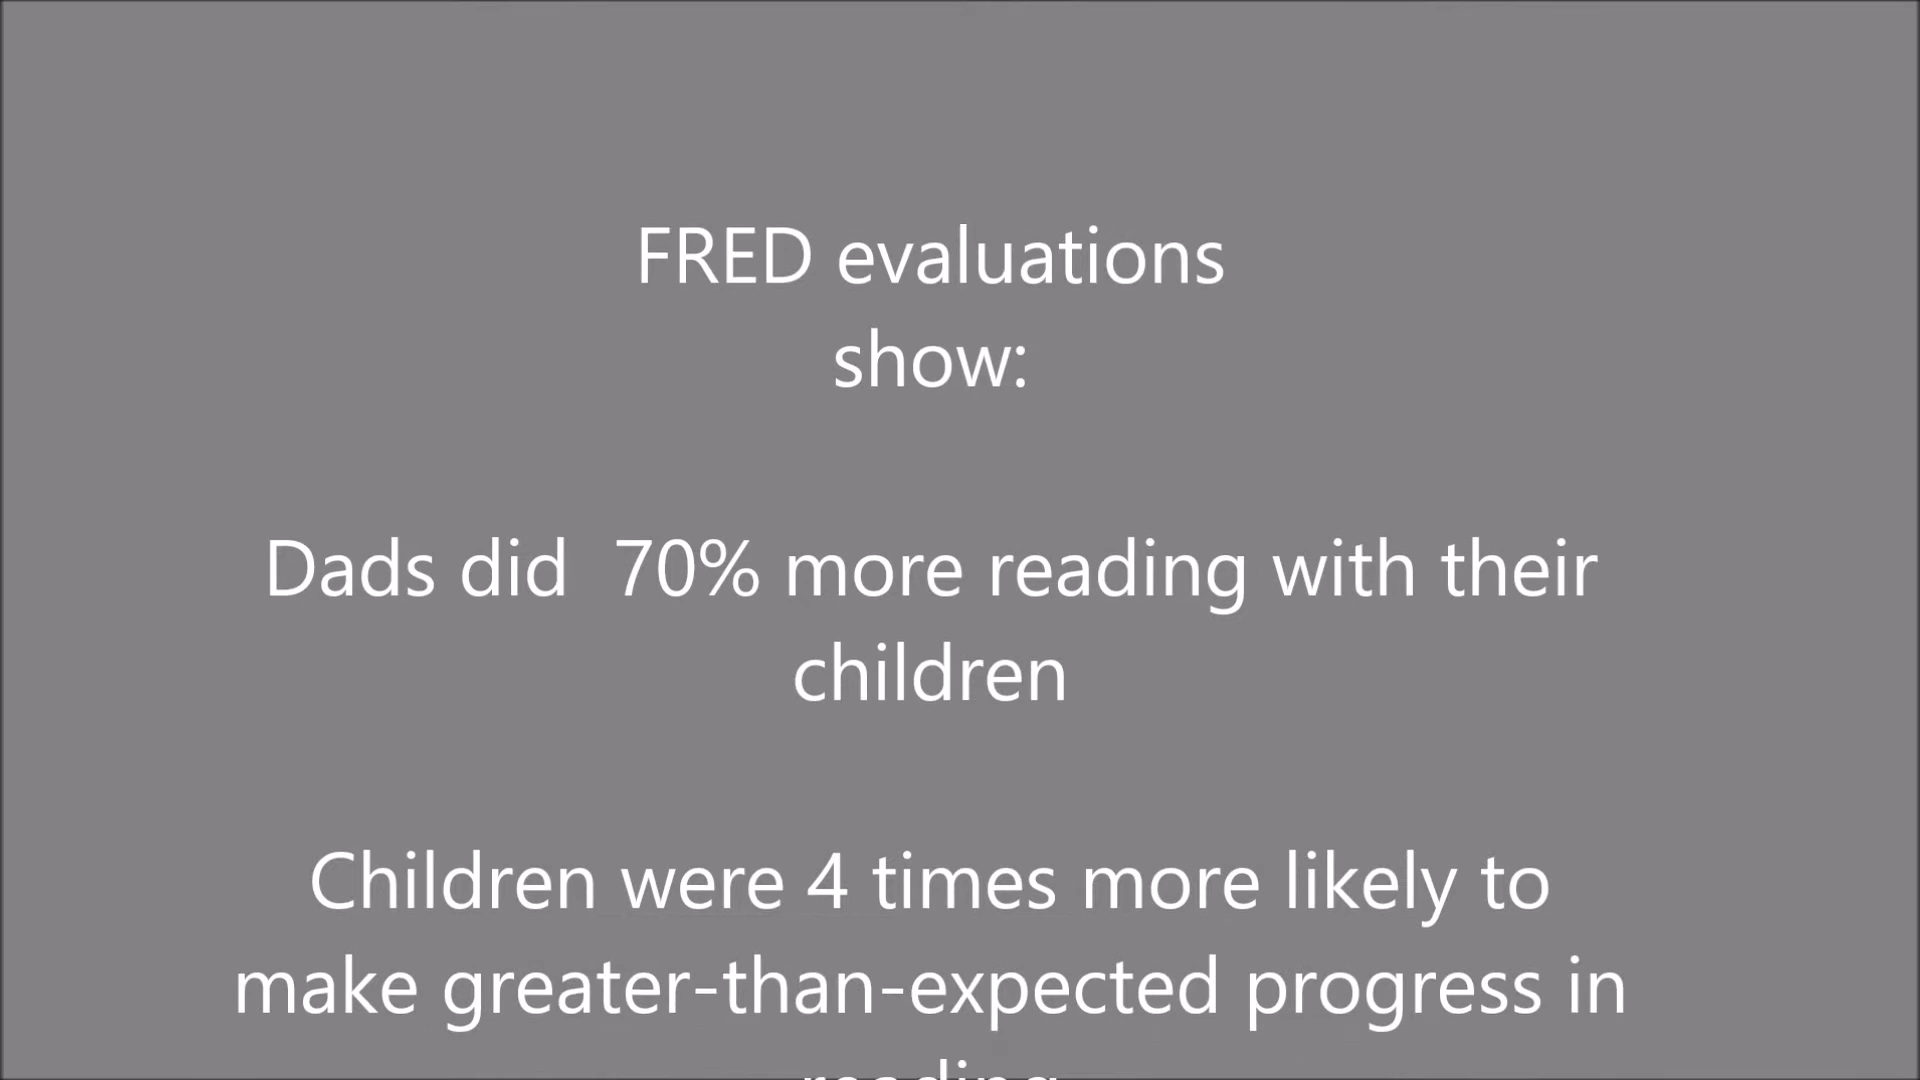 FRED evaluations
show:
Dads did  70% more reading with their
children
Children were 4 times more likely to
make greater-than-expected progress in
reading